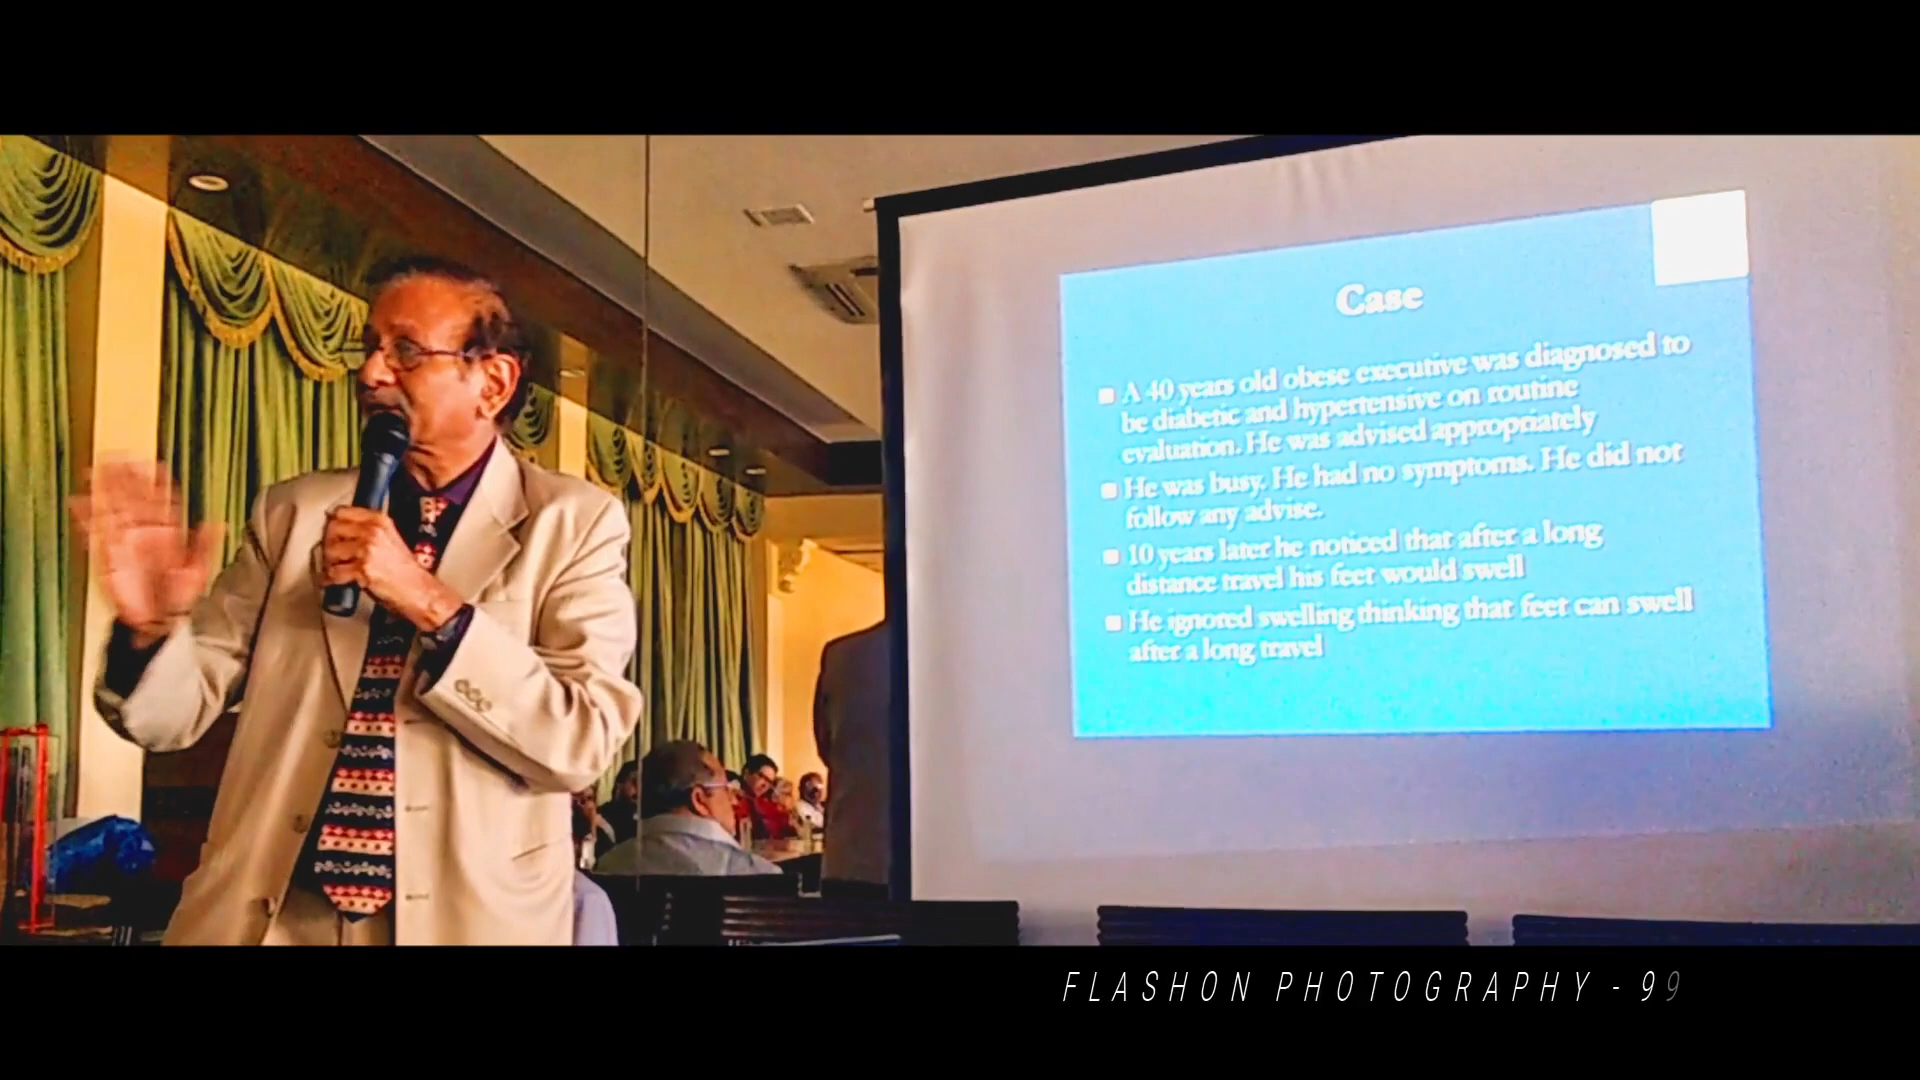 Case
A 40 years old obese executive was diagnosed to
be diabetic and hypertensive on routine
evaluation. He was advised appropriately
He was busy. He had no symptoms. He did not
follow any advise.
10 years later he noticed that after a long
distance travel his feet would swell
He ignored swelling thinking that feet can swell
after a long travel
FLASHON PHOTOGRAPHY - 99